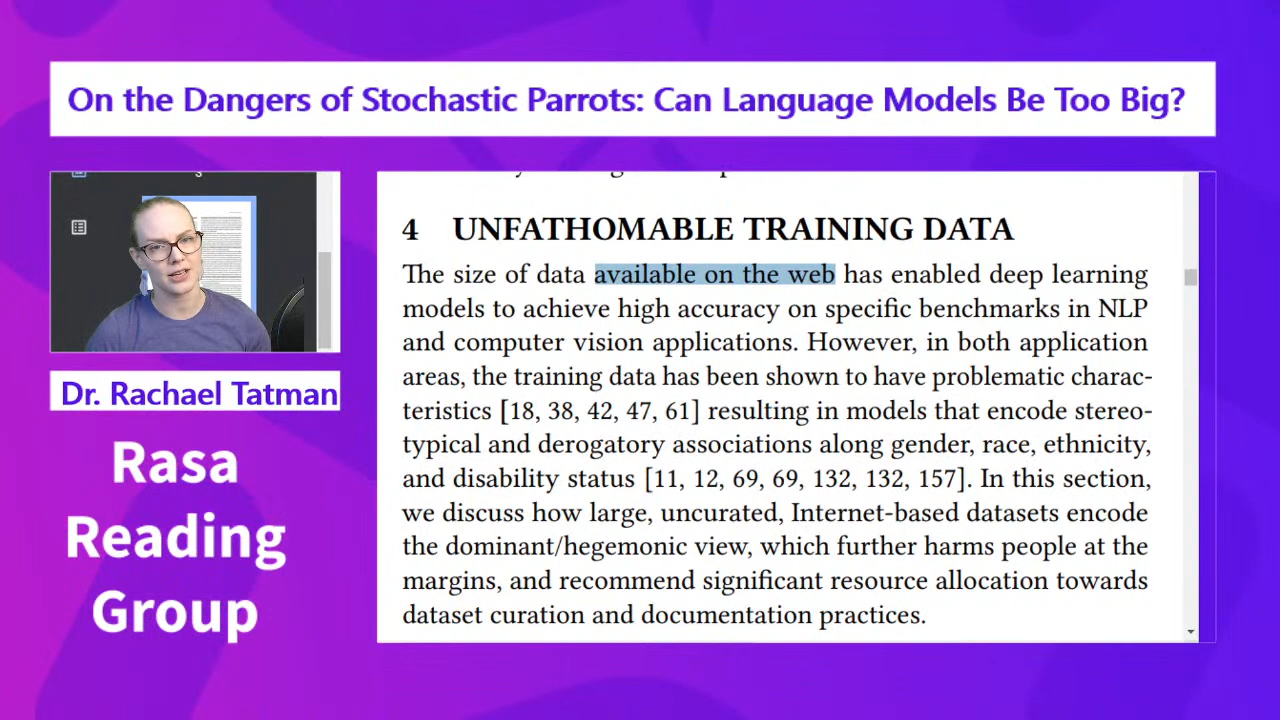 On the Dangers of Stochastic Parrots: Can Language Models Be Too Big?
Dr. Rachael Tatman
Rasa
Reading
Group
4 UNFATHOMABLE TRAINING DATA
The size of data available on the web has enabled deep learning
models to achieve high accuracy on specific benchmarks in NLP
and computer vision applications. However, in both application
areas, the training data has been shown to have problematic charac-
teristics [18, 38, 42, 47, 61] resulting in models that encode stereo-
typical and derogatory associations along gender, race, ethnicity,
and disability status [11, 12, 69, 69, 132, 132, 157]. In this section,
we discuss how large, uncurated, Internet-based datasets encode
the dominant/hegemonic view, which further harms people at the
margins, and recommend significant resource allocation towards
dataset curation and documentation practices.